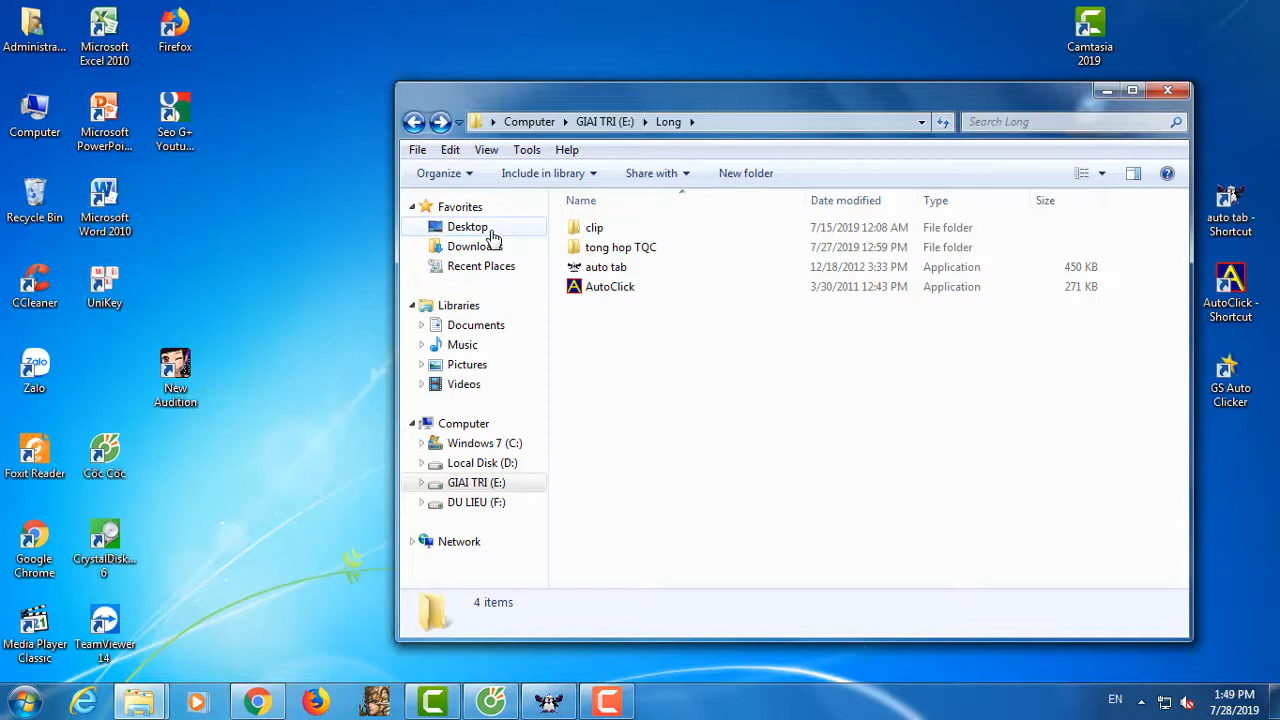 Administra...
Microsoft
Excel 2010
Firefox
Camtasia
2019
Computer
Microsoft
PowerPoi...
Seo G+
Youtu...
Recycle Bin
Microsoft
Word 2010
CCleaner
UniKey
Zalo
Zalo
New
Audition
Foxit Reader
Cốc Cốc
Google
Chrome
CrystalDisk...
6
Media Player
Classic
TeamViewer
14
Computer
GIAI TRI (E:)
Long
Search Long
File
Edit
View
Tools
Help
Organize
Include in library
Share with
New folder
Favorites
Desktop
Recent Places
Libraries
Documents
Music
Pictures
Videos
Computer
Windows 7 (C:)
Local Disk (D:)
GIAI TRI (E:)
DU LIEU (F:)
Network
Name
Date modified
Type
Size
clip
7/15/2019 12:08 AM
File folder
tong hop TQC
7/27/2019 12:59 PM
File folder
auto tab
12/18/2012 3:33 PM
Application
450 KB
AutoClick
3/30/2011 12:43 PM
Application
271 KB
4 items
auto tab -
Shortcut
AutoClick -
Shortcut
GS Auto
Clicker
EN
1:49 PM
7/28/2019